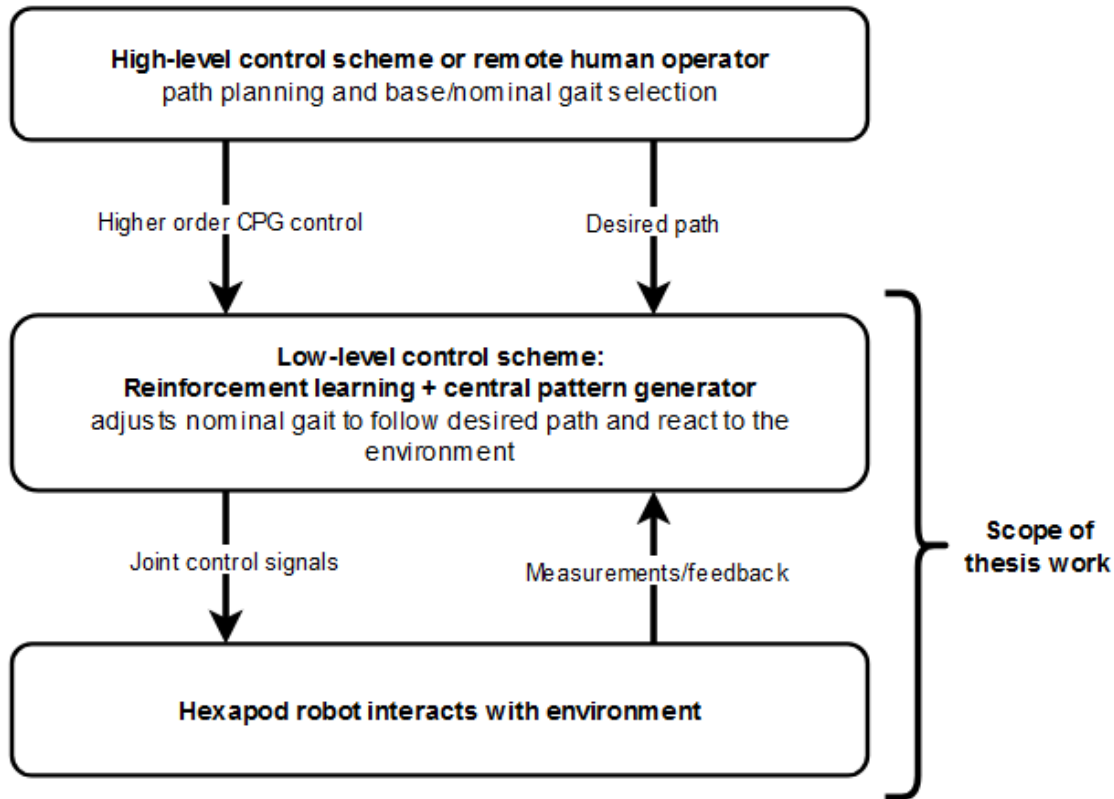 High-level control scheme or remote human operator
path planning and base/nominal gait selection
Higher order CPG control
Desired path
Low-level control scheme:
Reinforcement learning + central pattern generator
adjusts nominal gait to follow desired path and react to the
environment
Scope of
thesis work
Joint control signals
Measurements/feedback
Hexapod robot interacts with environment